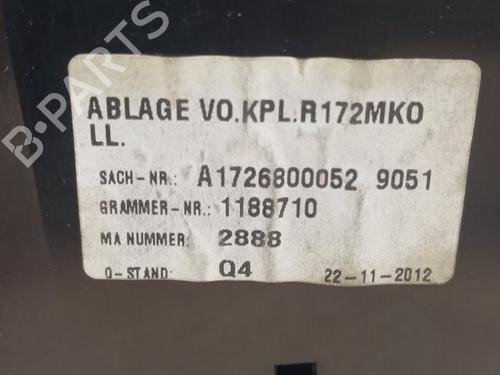 B-PARTS
ABLAGE VO.KPL.R172MKO
LL.
SACH-NR.: A1726800052 9051
GRAMMER-NR.: 1188710
MA NUMMER: 2888
Q-STAND: Q4 22-11-2012